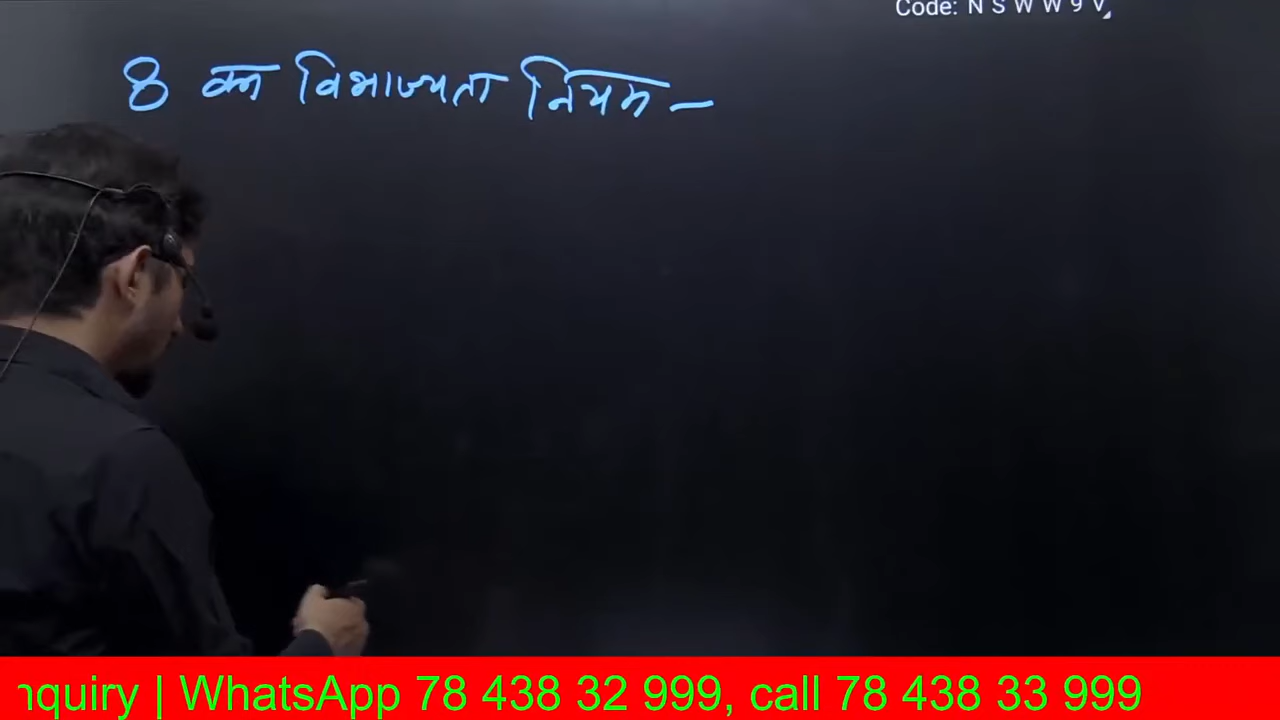 Code: N S W W 9 V
8 का विभाज्यता नियम -
nquiry | WhatsApp 78 438 32 999, call 78 438 33 999